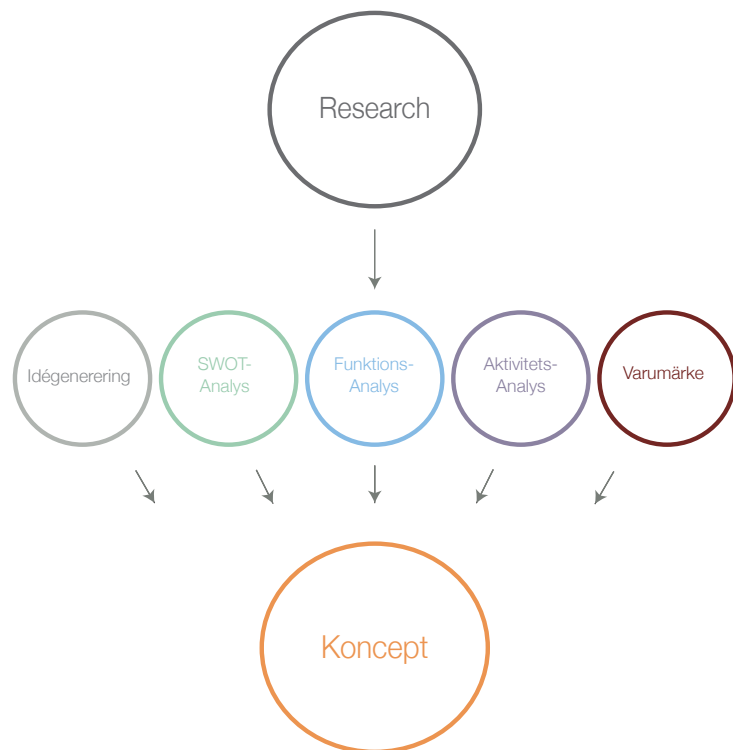 Research
Idégenerering
SWOT-
Analys
Funktions-
Analys
Aktivitets-
Analys
Varumärke
Koncept